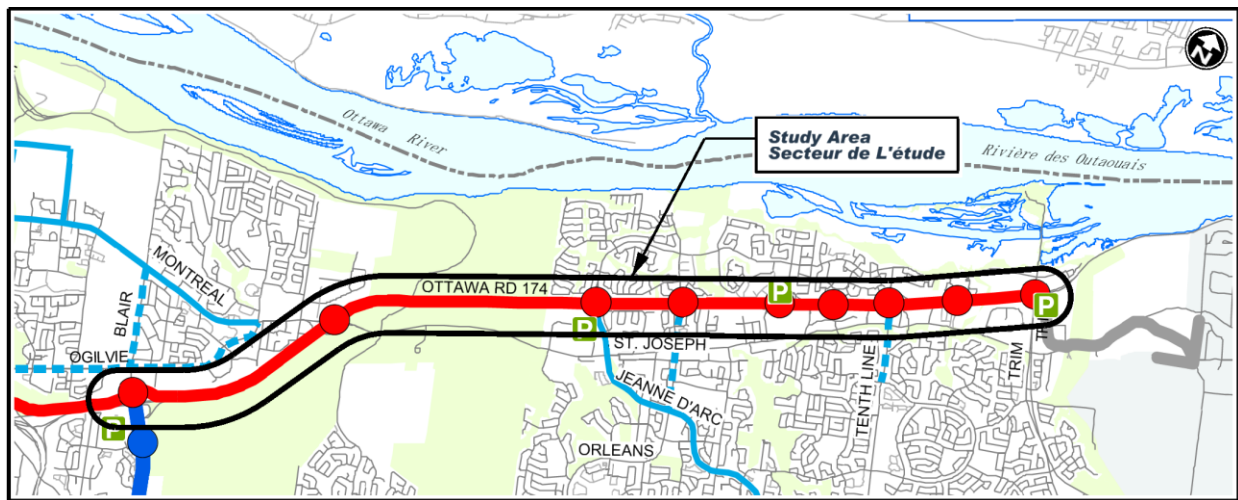 N
Ottawa
River
Study Area
Secteur de L'étude
Rivière des Outaouais
MONTREAL
BLAIR
OTTAWA RD 174
P
P
P
TRIM
OGILVIE
ST. JOSEPH
JEANNE D'ARC
TENTH LINE
P
ORLEANS